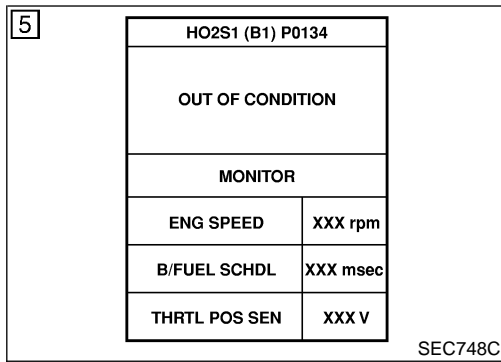 5
HO2S1 (B1) P0134
OUT OF CONDITION
MONITOR
ENG SPEED XXX rpm
B/FUEL SCHDL XXX msec
THRTL POS SEN XXX V
SEC748C